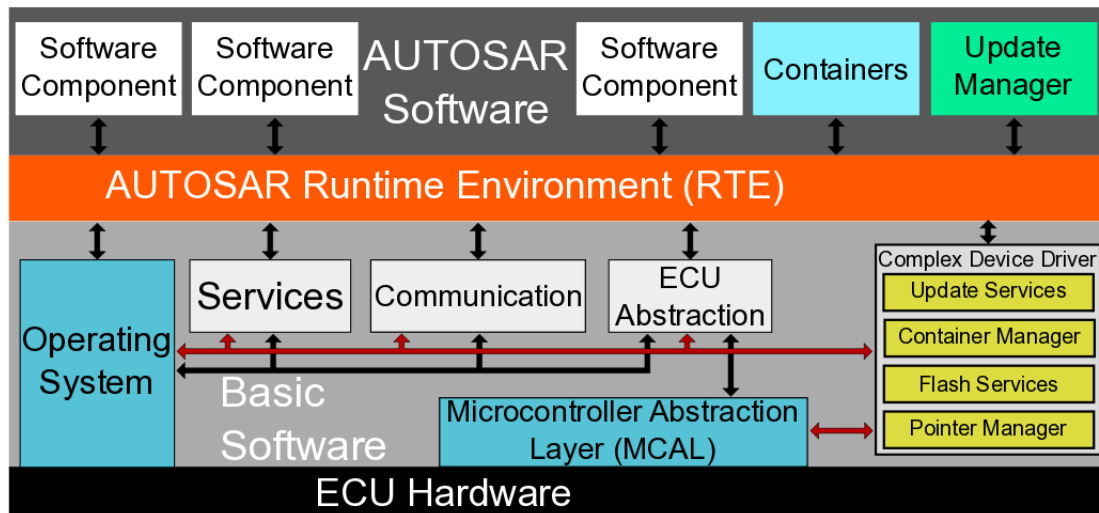 Software
Component
Software
Component
AUTOSAR
Software
Software
Component
Containers
Update
Manager
AUTOSAR Runtime Environment (RTE)
Operating
System
Services
Communication
ECU
Abstraction
Complex Device Driver
Update Services
Container Manager
Flash Services
Pointer Manager
Basic
Software
Microcontroller Abstraction
Layer (MCAL)
ECU Hardware